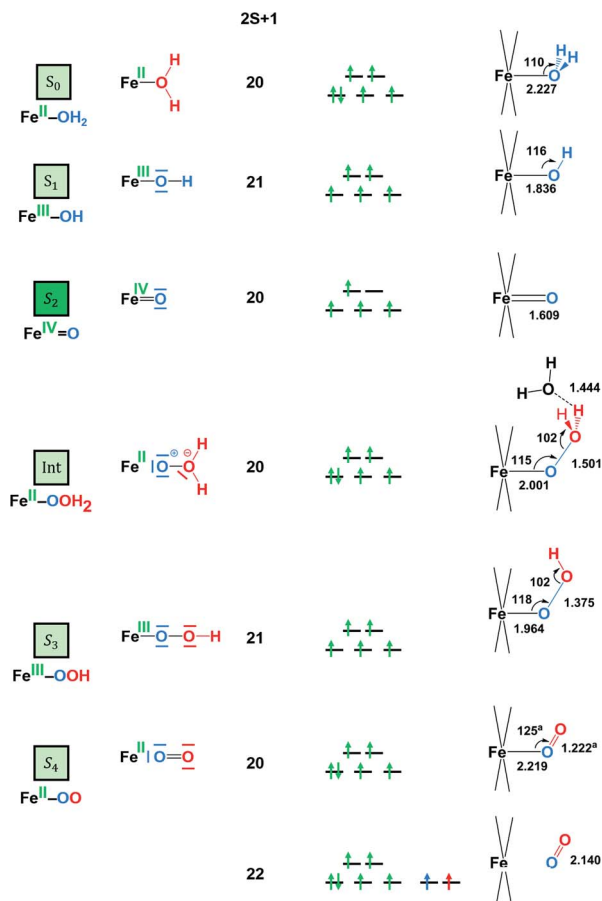 2S+1
S₀
Feᴵᴵ–OH₂
Feᴵᴵ
O
H
H
20
Fe
O
H
H
110
2.227
S₁
Feᴵᴵᴵ–OH
Feᴵᴵᴵ–O–H
21
Fe
O
H
116
1.836
S₂
Feᴵⱽ=O
Feᴵⱽ=O
20
Fe
O
1.609
Int
Feᴵᴵ–OOH₂
Feᴵᴵ
O
⊕
O
⊖
H
H
20
H
H
O
1.444
H
H
O
102
115
Fe
O
1.501
2.001
S₃
Feᴵᴵᴵ–OOH
Feᴵᴵᴵ–O–O–H
21
H
O
102
118
Fe
O
1.375
1.964
S₄
Feᴵᴵ–OO
Feᴵᴵ
O=O
20
O
125ᵃ
1.222ᵃ
Fe
O
2.219
22
Fe
O
O
2.140